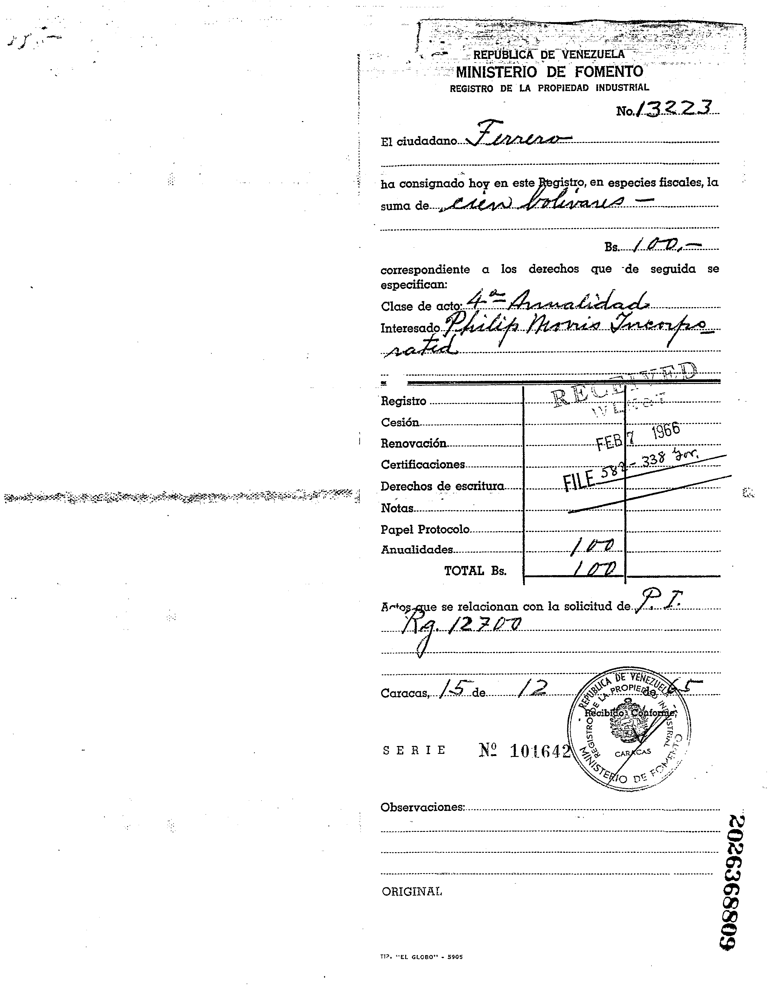 REPUBLICA DE VENEZUELA
MINISTERIO DE FOMENTO
REGISTRO DE LA PROPIEDAD INDUSTRIAL
No. 13223
El ciudadano Ferrero
ha consignado hoy en este Registro, en especies fiscales, la
suma de cien bolivares —
Bs. 100,—
correspondiente a los derechos que de seguida se
especifican:
Clase de acto: 4ª Anualidad
Interesado Philip Morris Incorpo
rated
RECEIVED
Registro
Cesión
Renovación
FEB 7 1966
Certificaciones
FILE 582-338 Jor.
Derechos de escritura
Notas
Papel Protocolo
Anualidades 100
TOTAL Bs. 100
Actos que se relacionan con la solicitud de P. I.
Rg. 12700
Caracas, 15 de 12 de 65
REPUBLICA DE VENEZUELA
REGISTRO DE LA PROPIEDAD INDUSTRIAL
Recibido Conforme,
CARACAS
MINISTERIO DE FOMENTO
SERIE Nº 101642
Observaciones:
ORIGINAL
TIP. "EL GLOBO" - 5905
2026368809